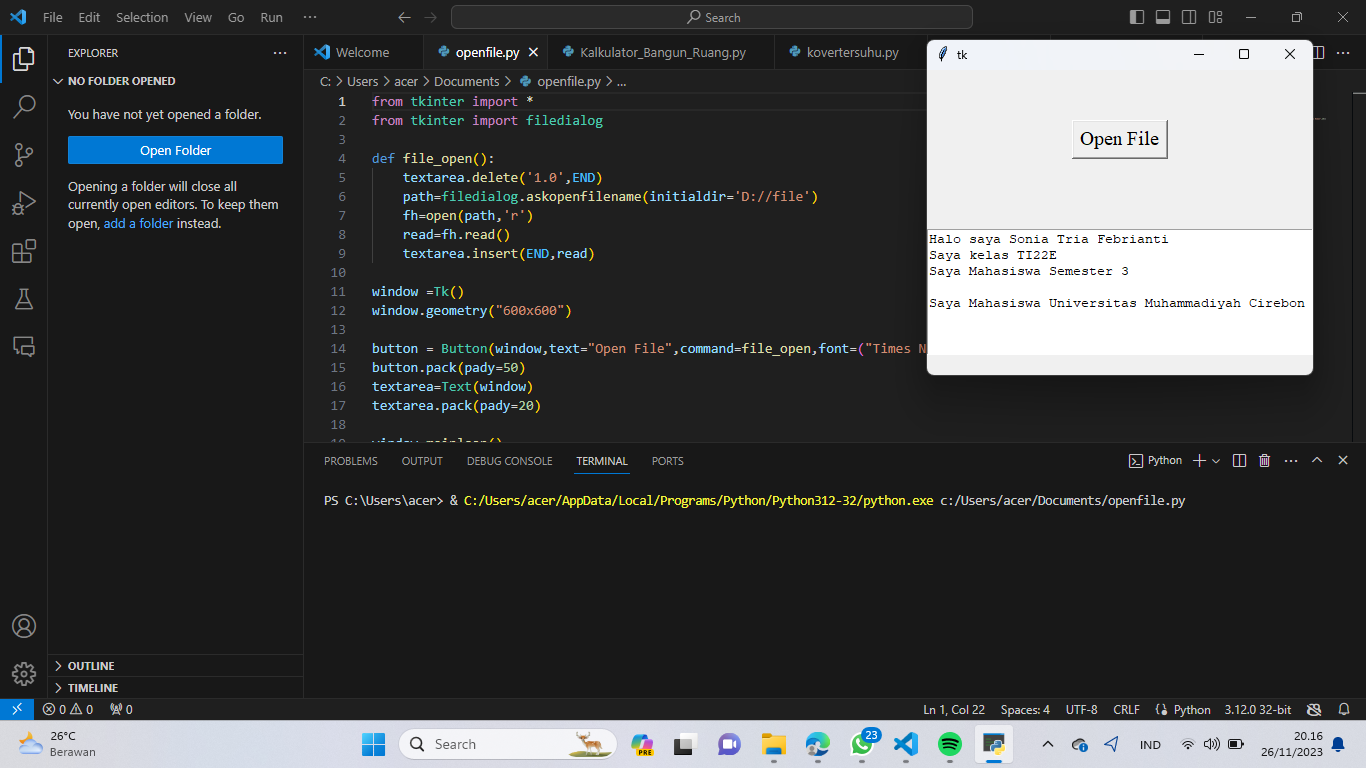 File Edit Selection View Go Run ··· Search
EXPLORER ···
NO FOLDER OPENED
You have not yet opened a folder.
Open Folder
Opening a folder will close all
currently open editors. To keep them
open, add a folder instead.
OUTLINE
TIMELINE
Welcome openfile.py Kalkulator_Bangun_Ruang.py kovertersuhu.py
C: > Users > acer > Documents > openfile.py > ...
1 from tkinter import *
2 from tkinter import filedialog
3
4 def file_open():
5     textarea.delete('1.0',END)
6     path=filedialog.askopenfilename(initialdir='D://file')
7     fh=open(path,'r')
8     read=fh.read()
9     textarea.insert(END,read)
10
11 window =Tk()
12 window.geometry("600x600")
13
14 button = Button(window,text="Open File",command=file_open,font=("Times N
15 button.pack(pady=50)
16 textarea=Text(window)
17 textarea.pack(pady=20)
18
19 window.mainloop()
tk
Open File
Halo saya Sonia Tria Febrianti
Saya kelas TI22E
Saya Mahasiswa Semester 3
Saya Mahasiswa Universitas Muhammadiyah Cirebon
PROBLEMS OUTPUT DEBUG CONSOLE TERMINAL PORTS Python
PS C:\Users\acer> & C:/Users/acer/AppData/Local/Programs/Python/Python312-32/python.exe c:/Users/acer/Documents/openfile.py
0 0 0 Ln 1, Col 22 Spaces: 4 UTF-8 CRLF Python 3.12.0 32-bit
26°C
Berawan
Search
PRE
23
IND
20.16
26/11/2023